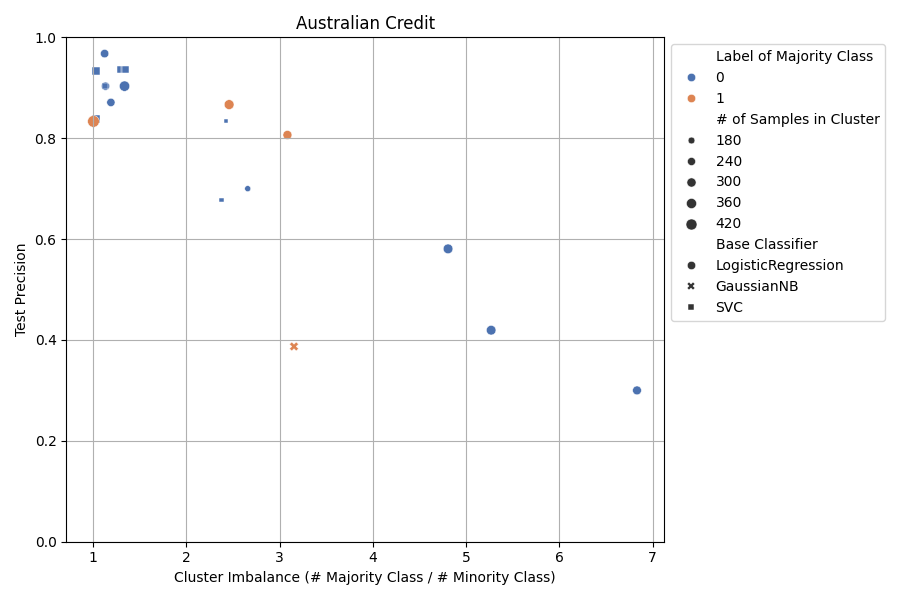 Australian Credit
1.0
0.8
0.6
0.4
0.2
0.0
Test Precision
1 2 3 4 5 6 7
Cluster Imbalance (# Majority Class / # Minority Class)
Label of Majority Class
0
1
# of Samples in Cluster
180
240
300
360
420
Base Classifier
LogisticRegression
GaussianNB
SVC